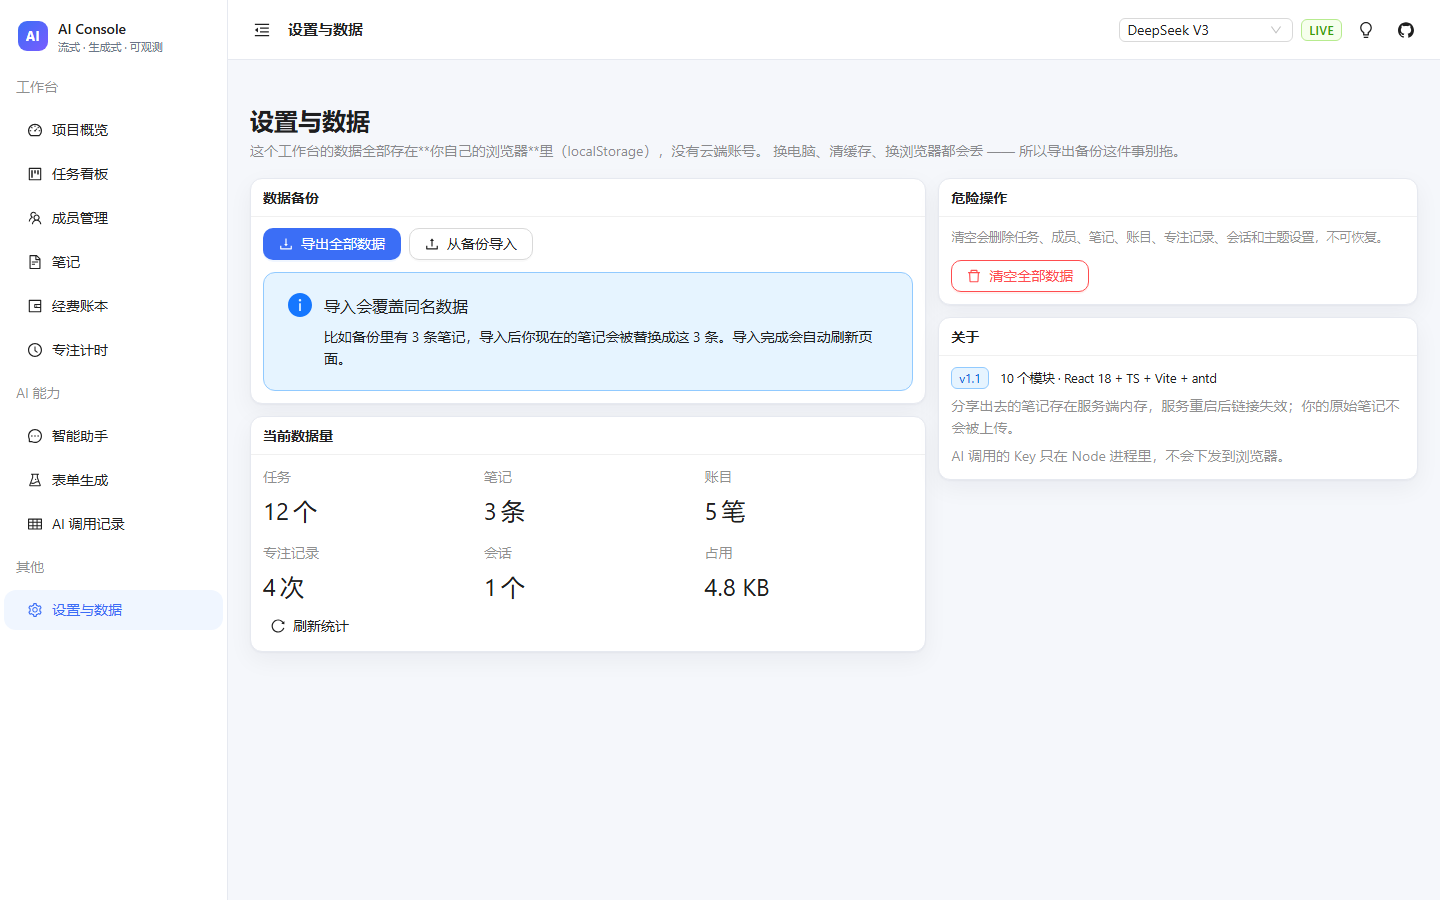 AI
AI Console
流式 · 生成式 · 可观测
工作台
项目概览
任务看板
成员管理
笔记
经费账本
专注计时
AI 能力
智能助手
表单生成
AI 调用记录
其他
设置与数据
设置与数据
DeepSeek V3
LIVE
设置与数据
这个工作台的数据全部存在**你自己的浏览器**里（localStorage），没有云端账号。 换电脑、清缓存、换浏览器都会丢 —— 所以导出备份这件事别拖。
数据备份
导出全部数据
从备份导入
导入会覆盖同名数据
比如备份里有 3 条笔记，导入后你现在的笔记会被替换成这 3 条。导入完成会自动刷新页
面。
当前数据量
任务
12 个
笔记
3 条
账目
5 笔
专注记录
4 次
会话
1 个
占用
4.8 KB
刷新统计
危险操作
清空会删除任务、成员、笔记、账目、专注记录、会话和主题设置，不可恢复。
清空全部数据
关于
v1.1
10 个模块 · React 18 + TS + Vite + antd
分享出去的笔记存在服务端内存，服务重启后链接失效；你的原始笔记不
会被上传。
AI 调用的 Key 只在 Node 进程里，不会下发到浏览器。